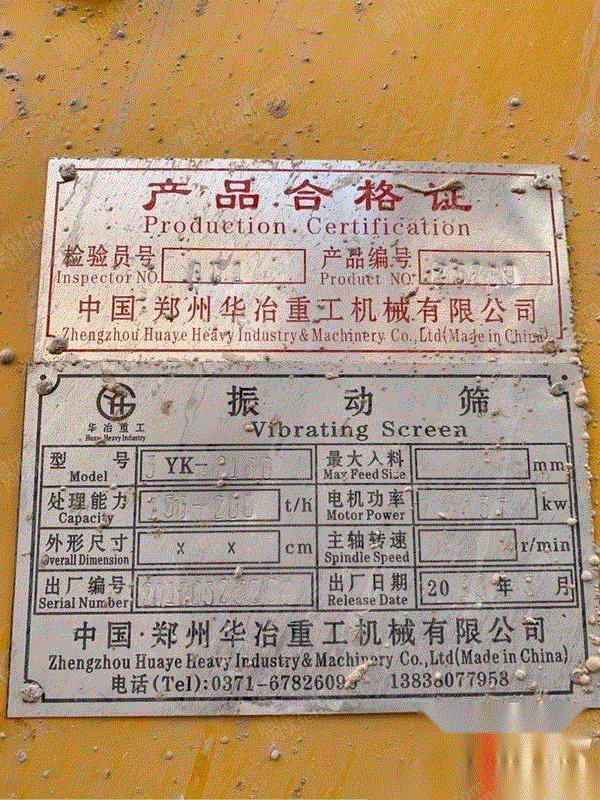 产品合格证
Production Certification
检验员号 产品编号
Inspector NO. Product NO.
中国·郑州华冶重工机械有限公司
Zhengzhou Huaye Heavy Industry & Machinery Co.,Ltd(Made in China)
振动筛
华冶重工
Huaye Heavy Industry
Vibrating Screen
型号 YK- 最大入料 mm
Model Max Feed Size
处理能力 t/h 电机功率 kw
Capacity Motor Power
外形尺寸 x x cm 主轴转速 r/min
Overall Dimension Spindle Speed
出厂编号 出厂日期 20 年 月
Serial Number Release Date
中国·郑州华冶重工机械有限公司
Zhengzhou Huaye Heavy Industry & Machinery Co.,Ltd(Made in China)
电话(Tel):0371- 13838077958